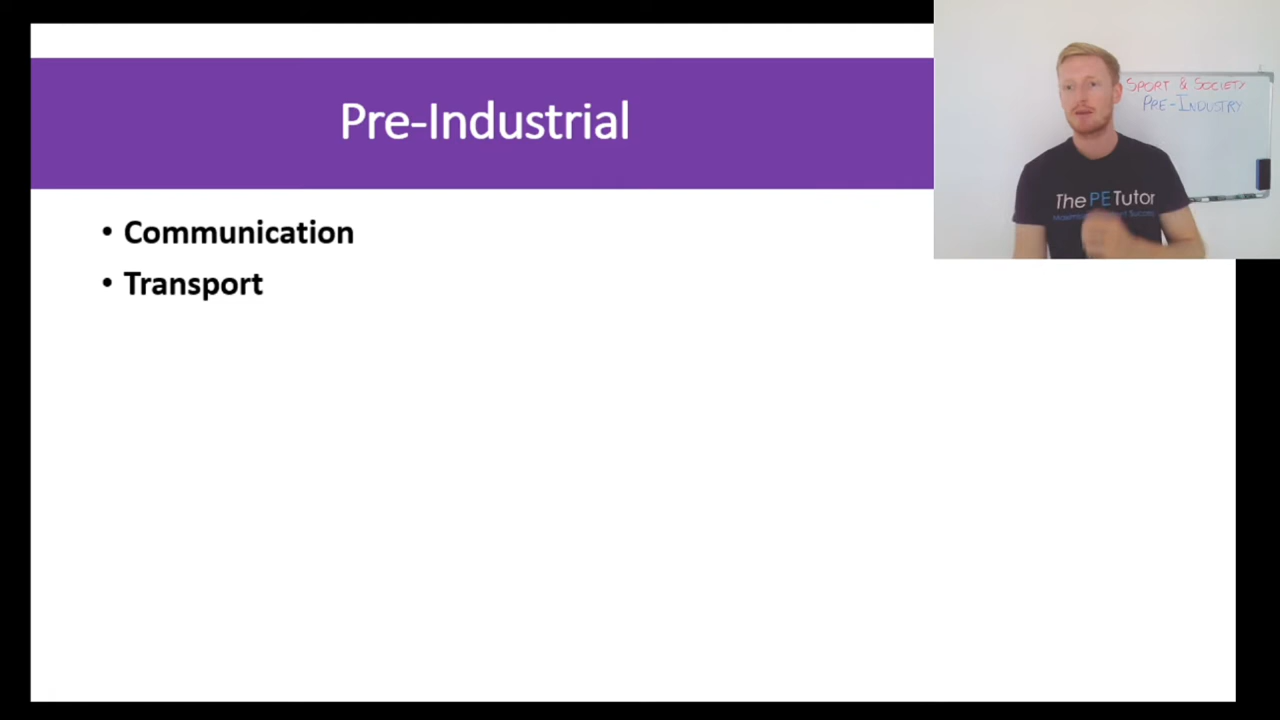 Pre-Industrial
• Communication
• Transport
SPORT & SOCIETY
PRE-INDUSTRY
The PE Tutor